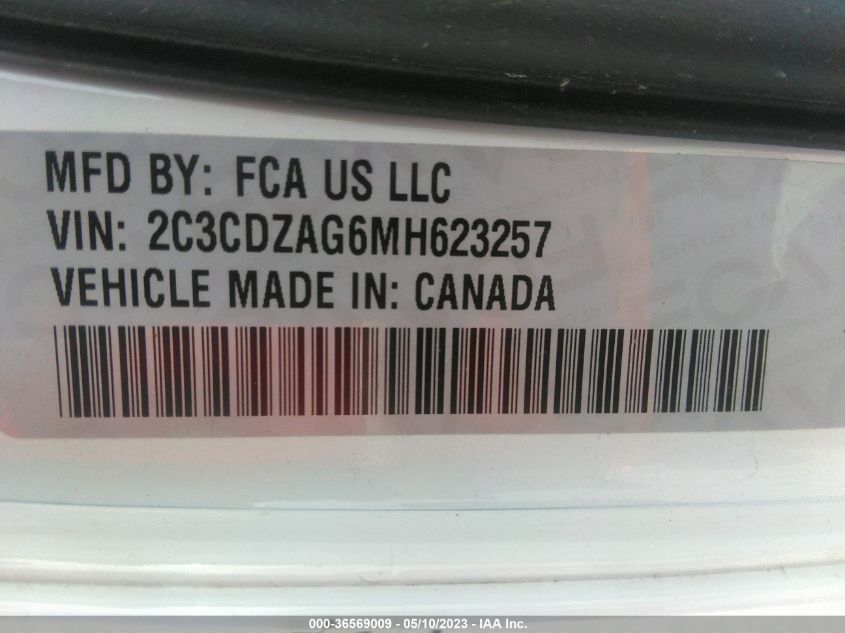 MFD BY: FCA US LLC
VIN: 2C3CDZAG6MH623257
VEHICLE MADE IN: CANADA
000-36569009 - 05/10/2023 - IAA Inc.